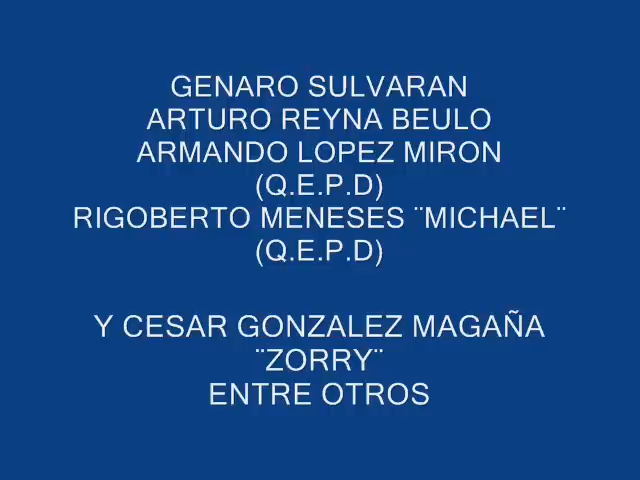 GENARO SULVARAN
ARTURO REYNA BEULO
ARMANDO LOPEZ MIRON
(Q.E.P.D)
RIGOBERTO MENESES ¨MICHAEL¨
(Q.E.P.D)
Y CESAR GONZALEZ MAGAÑA
¨ZORRY¨
ENTRE OTROS